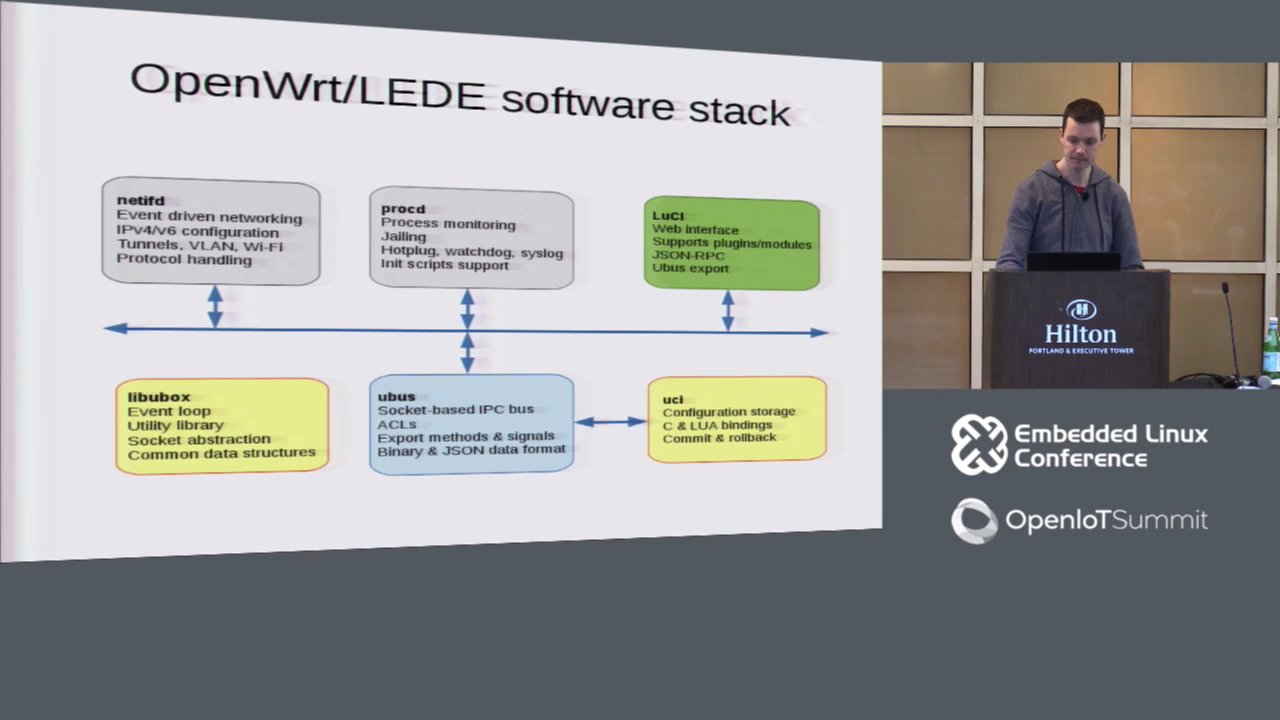 OpenWrt/LEDE software stack
netifd
Event driven networking
IPv4/v6 configuration
Tunnels, VLAN, Wi-Fi
Protocol handling
procd
Process monitoring
Jailing
Hotplug, watchdog, syslog
Init scripts support
LuCI
Web interface
Supports plugins/modules
JSON-RPC
Ubus export
libubox
Event loop
Utility library
Socket abstraction
Common data structures
ubus
Socket-based IPC bus
ACLs
Export methods & signals
Binary & JSON data format
uci
Configuration storage
C & LUA bindings
Commit & rollback
H
Hilton
PORTLAND & EXECUTIVE TOWER
Embedded Linux
Conference
OpenIoTSummit